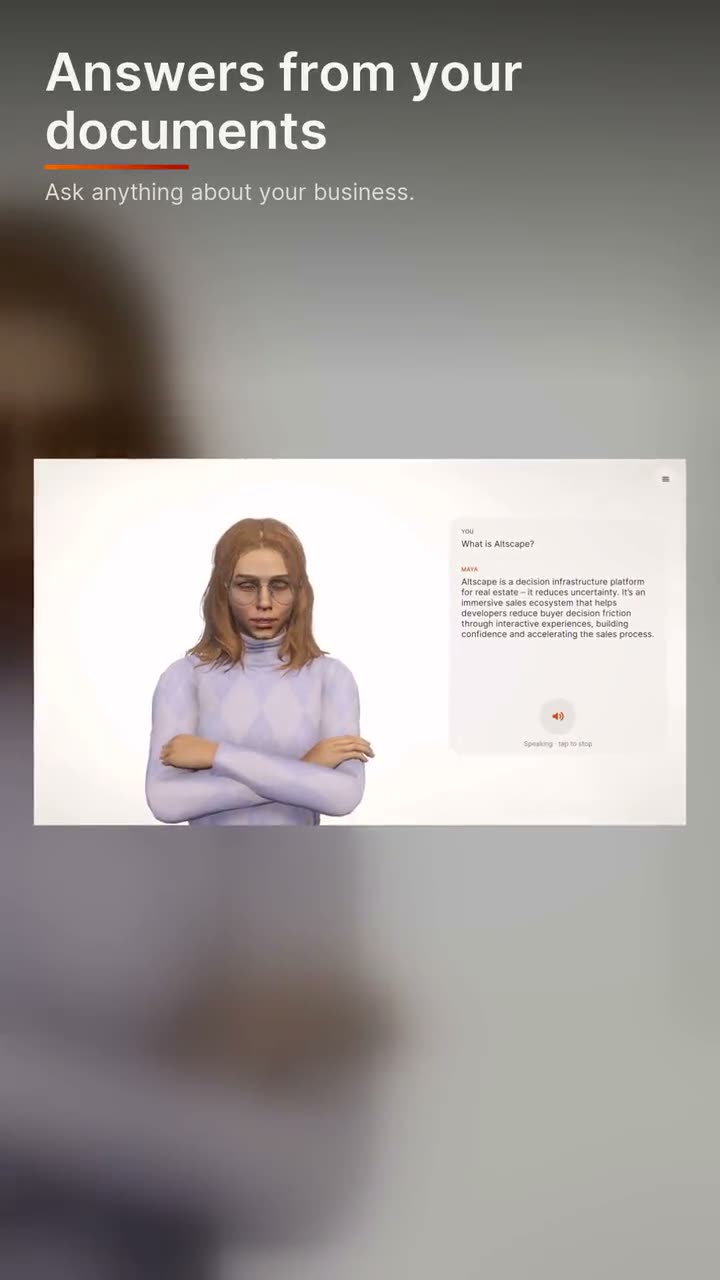 Answers from your
documents
Ask anything about your business.
YOU
What is Altscape?
MAYA
Altscape is a decision infrastructure platform
for real estate – it reduces uncertainty. It's an
immersive sales ecosystem that helps
developers reduce buyer decision friction
through interactive experiences, building
confidence and accelerating the sales process.
Speaking · tap to stop